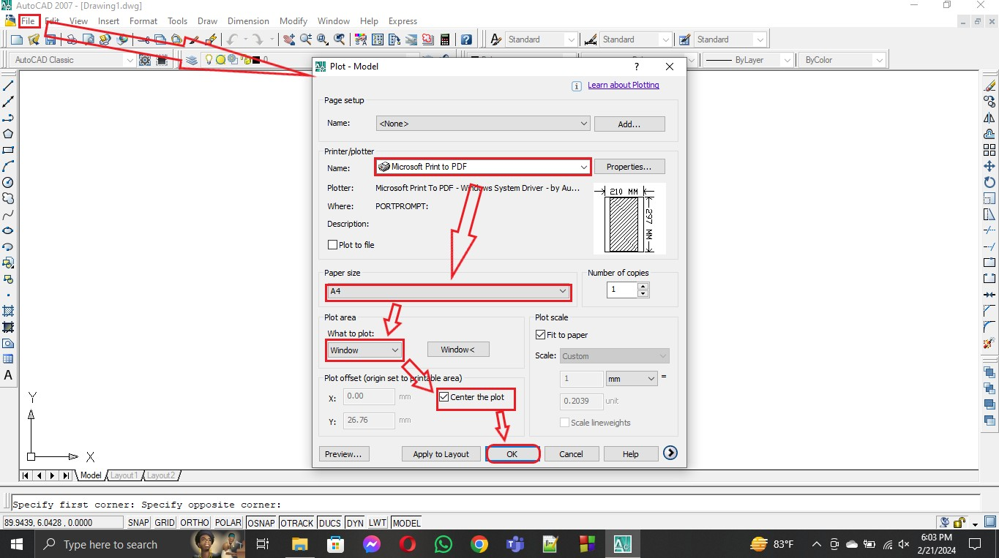 AutoCAD 2007 - [Drawing1.dwg]
File Edit View Insert Format Tools Draw Dimension Modify Window Help Express
Standard Standard Standard
AutoCAD Classic 0 ByLayer ByColor
Plot - Model ?
i Learn about Plotting
Page setup
Name: <None> Add...
Printer/plotter
Name: Microsoft Print to PDF Properties...
Plotter: Microsoft Print To PDF - Windows System Driver - by Au...
Where: PORTPROMPT:
Description:
Plot to file
210 MM
297 MM
Paper size
A4
Number of copies
1
Plot area
What to plot:
Window Window<
Plot scale
Fit to paper
Scale: Custom
1 mm =
0.2039 unit
Scale lineweights
Plot offset (origin set to printable area)
X: 0.00 mm Center the plot
Y: 26.76 mm
Preview... Apply to Layout OK Cancel Help
A
Y
X
Model Layout1 Layout2
Specify first corner: Specify opposite corner:
89.9439, 6.0428 , 0.0000 SNAP GRID ORTHO POLAR OSNAP OTRACK DUCS DYN LWT MODEL
Type here to search
83°F
6:03 PM
2/21/2024